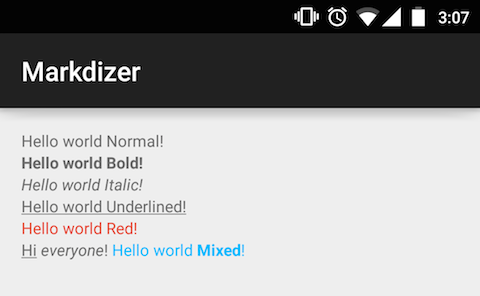 3:07
Markdizer
Hello world Normal!
Hello world Bold!
Hello world Italic!
Hello world Underlined!
Hello world Red!
Hi everyone! Hello world Mixed!